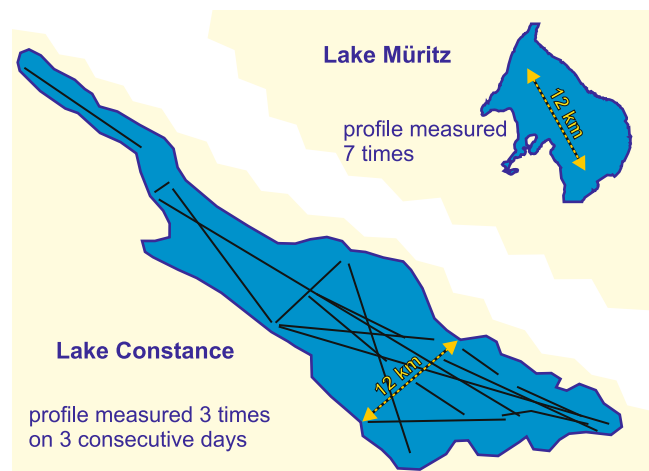 Lake Müritz
12 km
profile measured
7 times
Lake Constance
12 km
profile measured 3 times
on 3 consecutive days